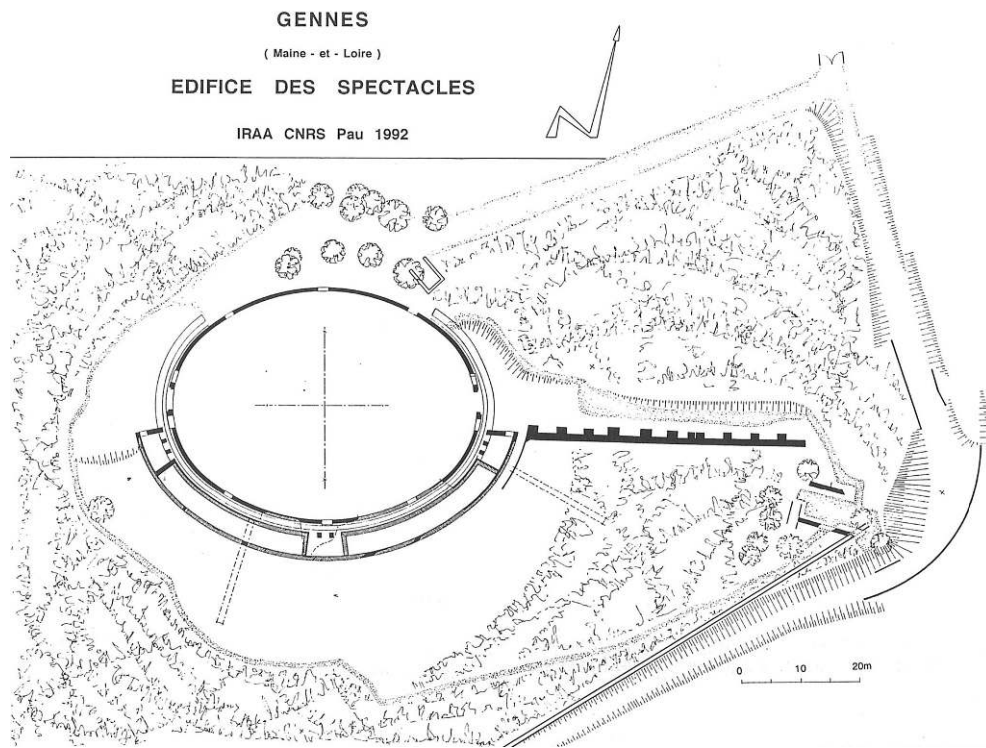 GENNES
( Maine - et - Loire )
EDIFICE DES SPECTACLES
IRAA CNRS Pau 1992
0 10 20m